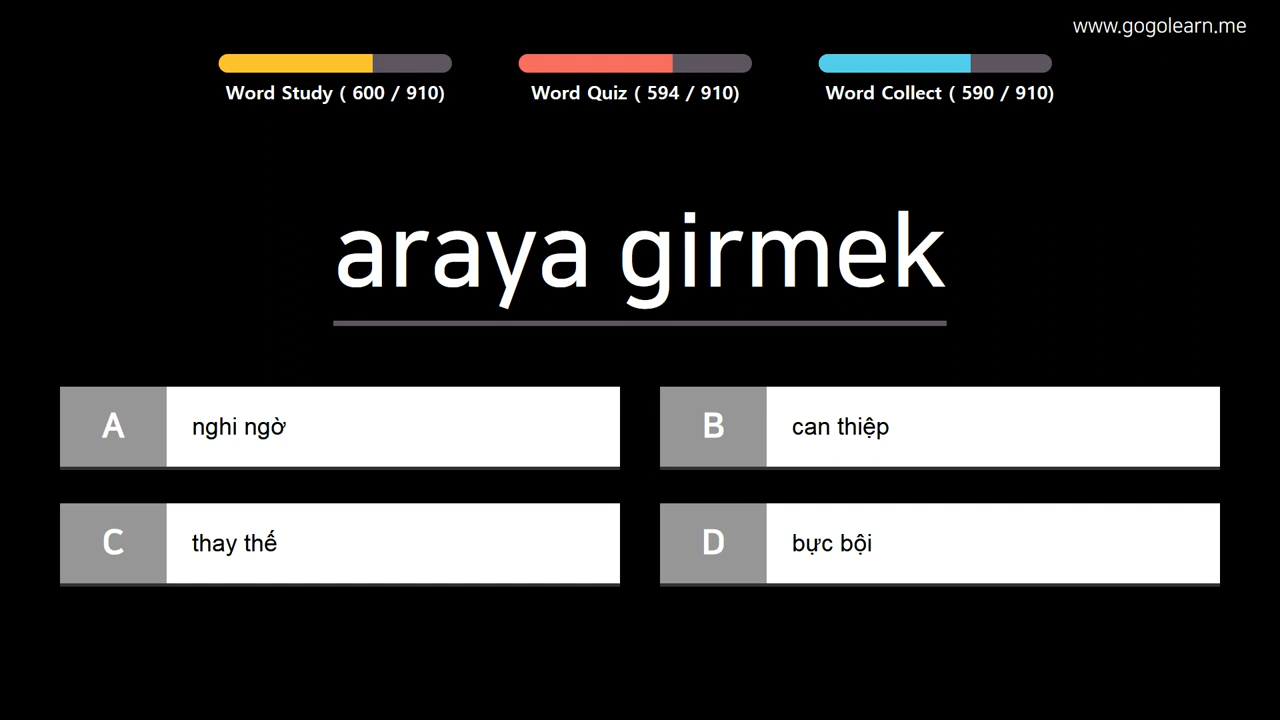 www.gogolearn.me
Word Study ( 600 / 910)
Word Quiz ( 594 / 910)
Word Collect ( 590 / 910)
araya girmek
A
nghi ngờ
B
can thiệp
C
thay thế
D
bực bội